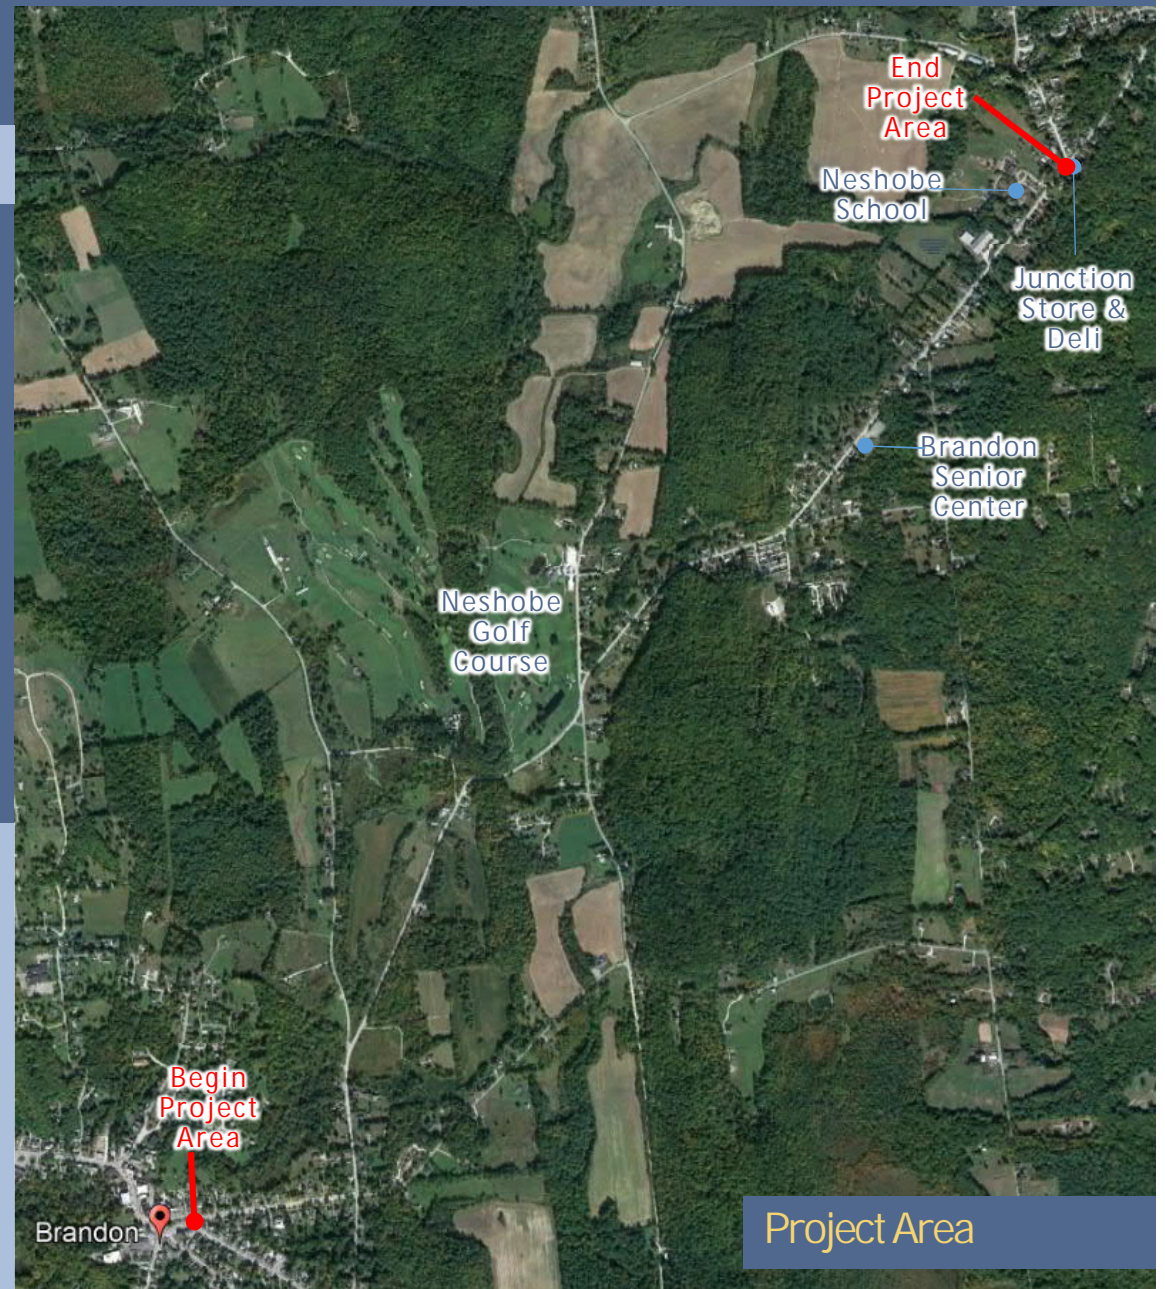 End
Project
Area
Neshobe
School
Junction
Store &
Deli
Brandon
Senior
Center
Neshobe
Golf
Course
Begin
Project
Area
Brandon
Project Area